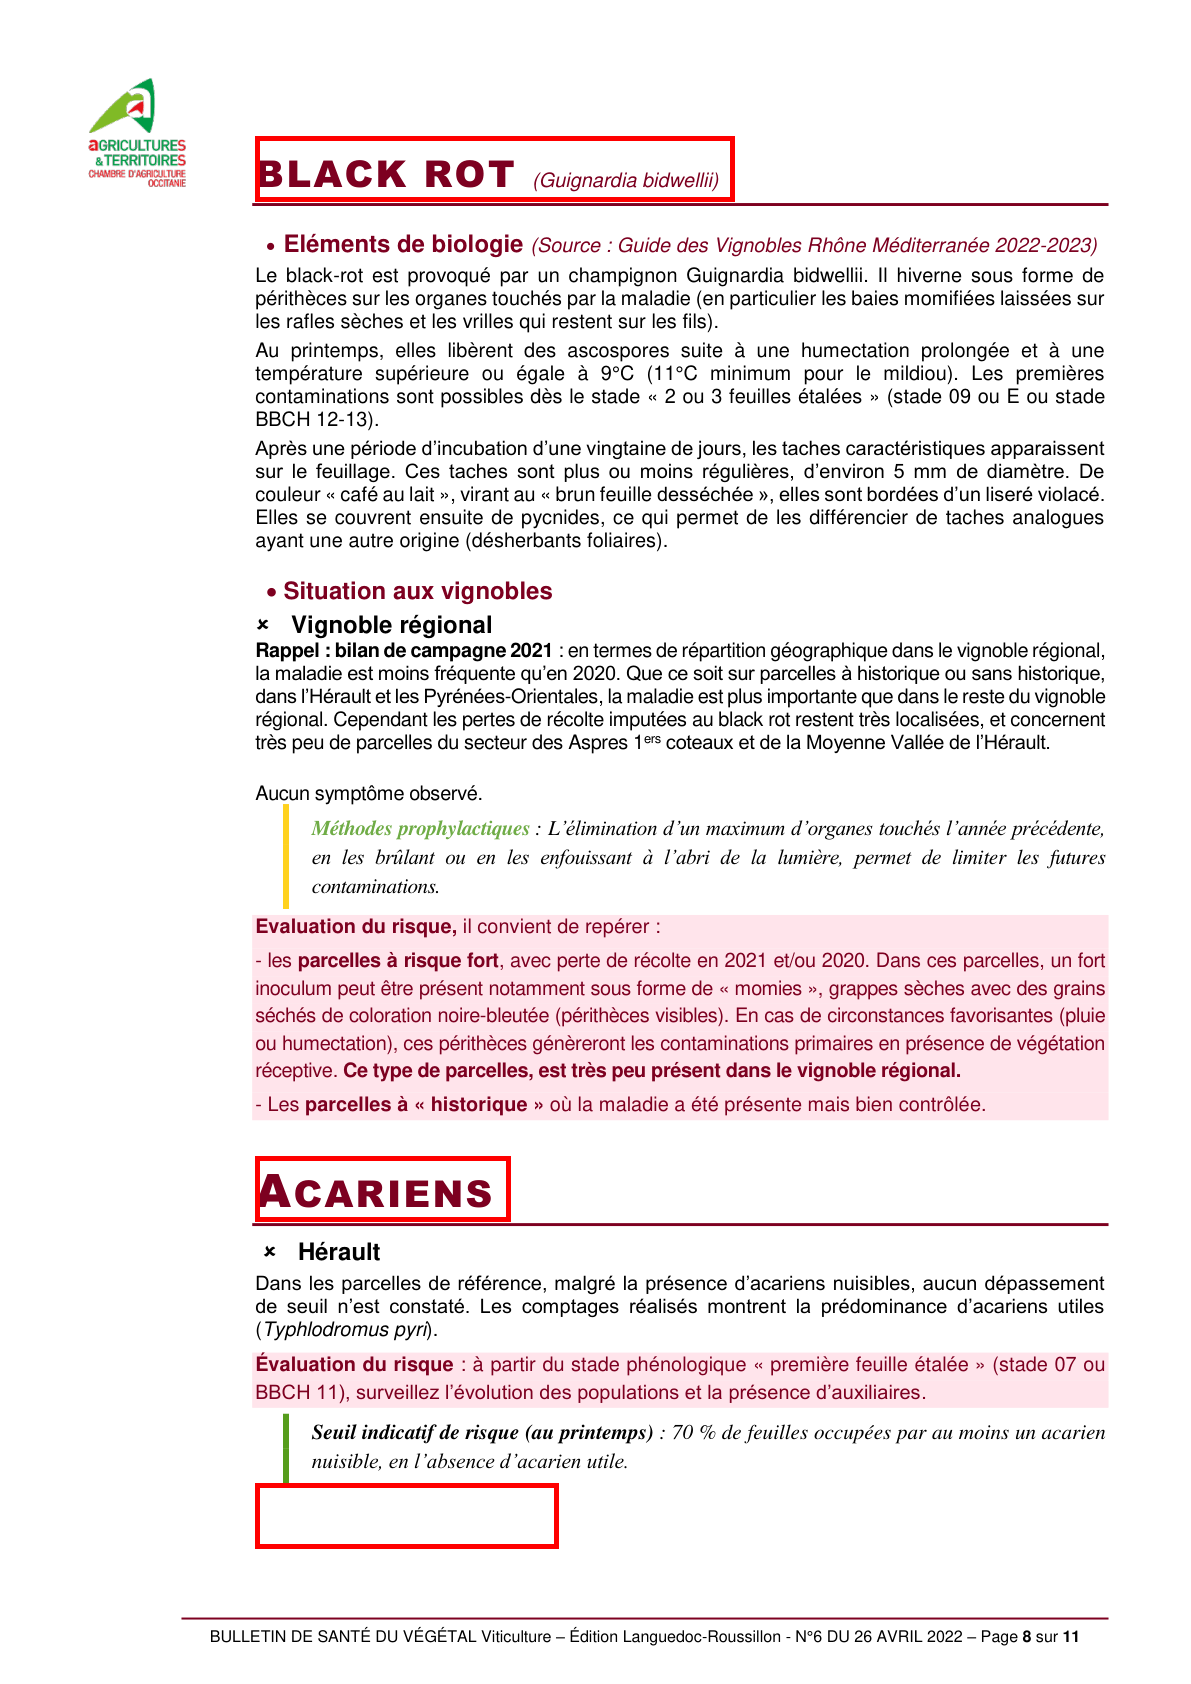 aGRICULTURES
& TERRITOIRES
CHAMBRE D'AGRICULTURE
OCCITANIE
BLACK ROT (Guignardia bidwellii)
• Eléments de biologie (Source : Guide des Vignobles Rhône Méditerranée 2022-2023)
Le black-rot est provoqué par un champignon Guignardia bidwellii. Il hiverne sous forme de
périthèces sur les organes touchés par la maladie (en particulier les baies momifiées laissées sur
les rafles sèches et les vrilles qui restent sur les fils).
Au printemps, elles libèrent des ascospores suite à une humectation prolongée et à une
température supérieure ou égale à 9°C (11°C minimum pour le mildiou). Les premières
contaminations sont possibles dès le stade « 2 ou 3 feuilles étalées » (stade 09 ou E ou stade
BBCH 12-13).
Après une période d’incubation d’une vingtaine de jours, les taches caractéristiques apparaissent
sur le feuillage. Ces taches sont plus ou moins régulières, d’environ 5 mm de diamètre. De
couleur « café au lait », virant au « brun feuille desséchée », elles sont bordées d’un liseré violacé.
Elles se couvrent ensuite de pycnides, ce qui permet de les différencier de taches analogues
ayant une autre origine (désherbants foliaires).
• Situation aux vignobles
× Vignoble régional
Rappel : bilan de campagne 2021 : en termes de répartition géographique dans le vignoble régional,
la maladie est moins fréquente qu’en 2020. Que ce soit sur parcelles à historique ou sans historique,
dans l’Hérault et les Pyrénées-Orientales, la maladie est plus importante que dans le reste du vignoble
régional. Cependant les pertes de récolte imputées au black rot restent très localisées, et concernent
très peu de parcelles du secteur des Aspres 1ers coteaux et de la Moyenne Vallée de l’Hérault.
Aucun symptôme observé.
Méthodes prophylactiques : L’élimination d’un maximum d’organes touchés l’année précédente,
en les brûlant ou en les enfouissant à l’abri de la lumière, permet de limiter les futures
contaminations.
Evaluation du risque, il convient de repérer :
- les parcelles à risque fort, avec perte de récolte en 2021 et/ou 2020. Dans ces parcelles, un fort
inoculum peut être présent notamment sous forme de « momies », grappes sèches avec des grains
séchés de coloration noire-bleutée (périthèces visibles). En cas de circonstances favorisantes (pluie
ou humectation), ces périthèces génèreront les contaminations primaires en présence de végétation
réceptive. Ce type de parcelles, est très peu présent dans le vignoble régional.
- Les parcelles à « historique » où la maladie a été présente mais bien contrôlée.
ACARIENS
× Hérault
Dans les parcelles de référence, malgré la présence d’acariens nuisibles, aucun dépassement
de seuil n’est constaté. Les comptages réalisés montrent la prédominance d’acariens utiles
(Typhlodromus pyri).
Évaluation du risque : à partir du stade phénologique « première feuille étalée » (stade 07 ou
BBCH 11), surveillez l’évolution des populations et la présence d’auxiliaires.
Seuil indicatif de risque (au printemps) : 70 % de feuilles occupées par au moins un acarien
nuisible, en l’absence d’acarien utile.
BULLETIN DE SANTÉ DU VÉGÉTAL Viticulture – Édition Languedoc-Roussillon - N°6 DU 26 AVRIL 2022 – Page 8 sur 11